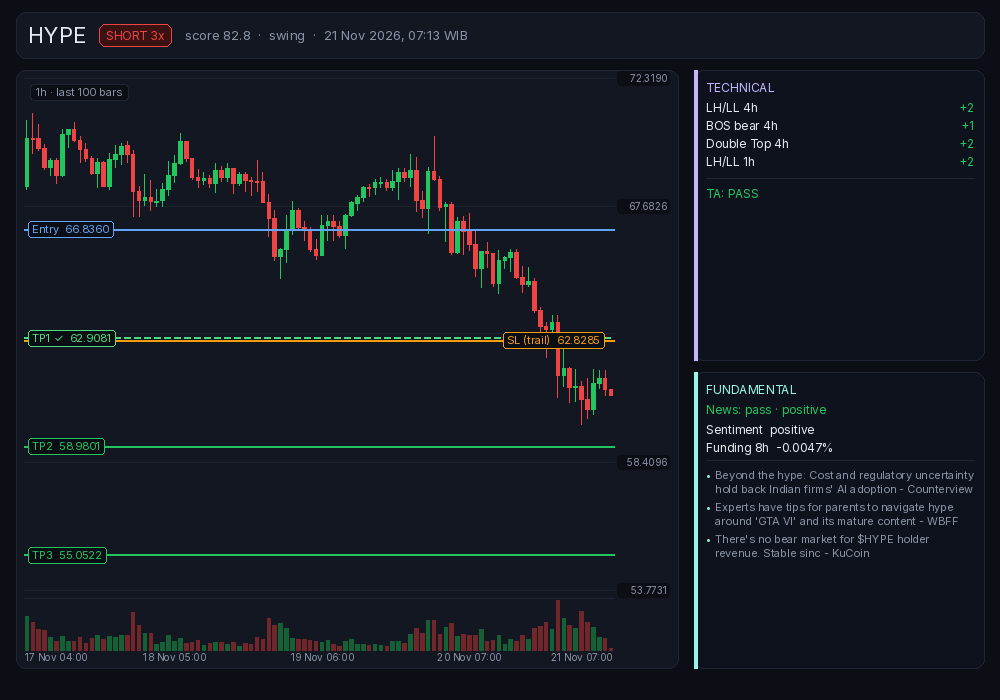 HYPE SHORT 3x score 82.8 · swing · 21 Nov 2026, 07:13 WIB
1h · last 100 bars
72.3190
67.6826
Entry 66.8360
TP1 ✓ 62.9081
SL (trail) 62.8285
TP2 58.9801
58.4096
TP3 55.0522
53.7731
17 Nov 04:00 18 Nov 05:00 19 Nov 06:00 20 Nov 07:00 21 Nov 07:00
TECHNICAL
LH/LL 4h +2
BOS bear 4h +1
Double Top 4h +2
LH/LL 1h +2
TA: PASS
FUNDAMENTAL
News: pass · positive
Sentiment positive
Funding 8h -0.0047%
• Beyond the hype: Cost and regulatory uncertainty
hold back Indian firms' AI adoption - Counterview
• Experts have tips for parents to navigate hype
around 'GTA VI' and its mature content - WBFF
• There's no bear market for $HYPE holder
revenue. Stable sinc - KuCoin